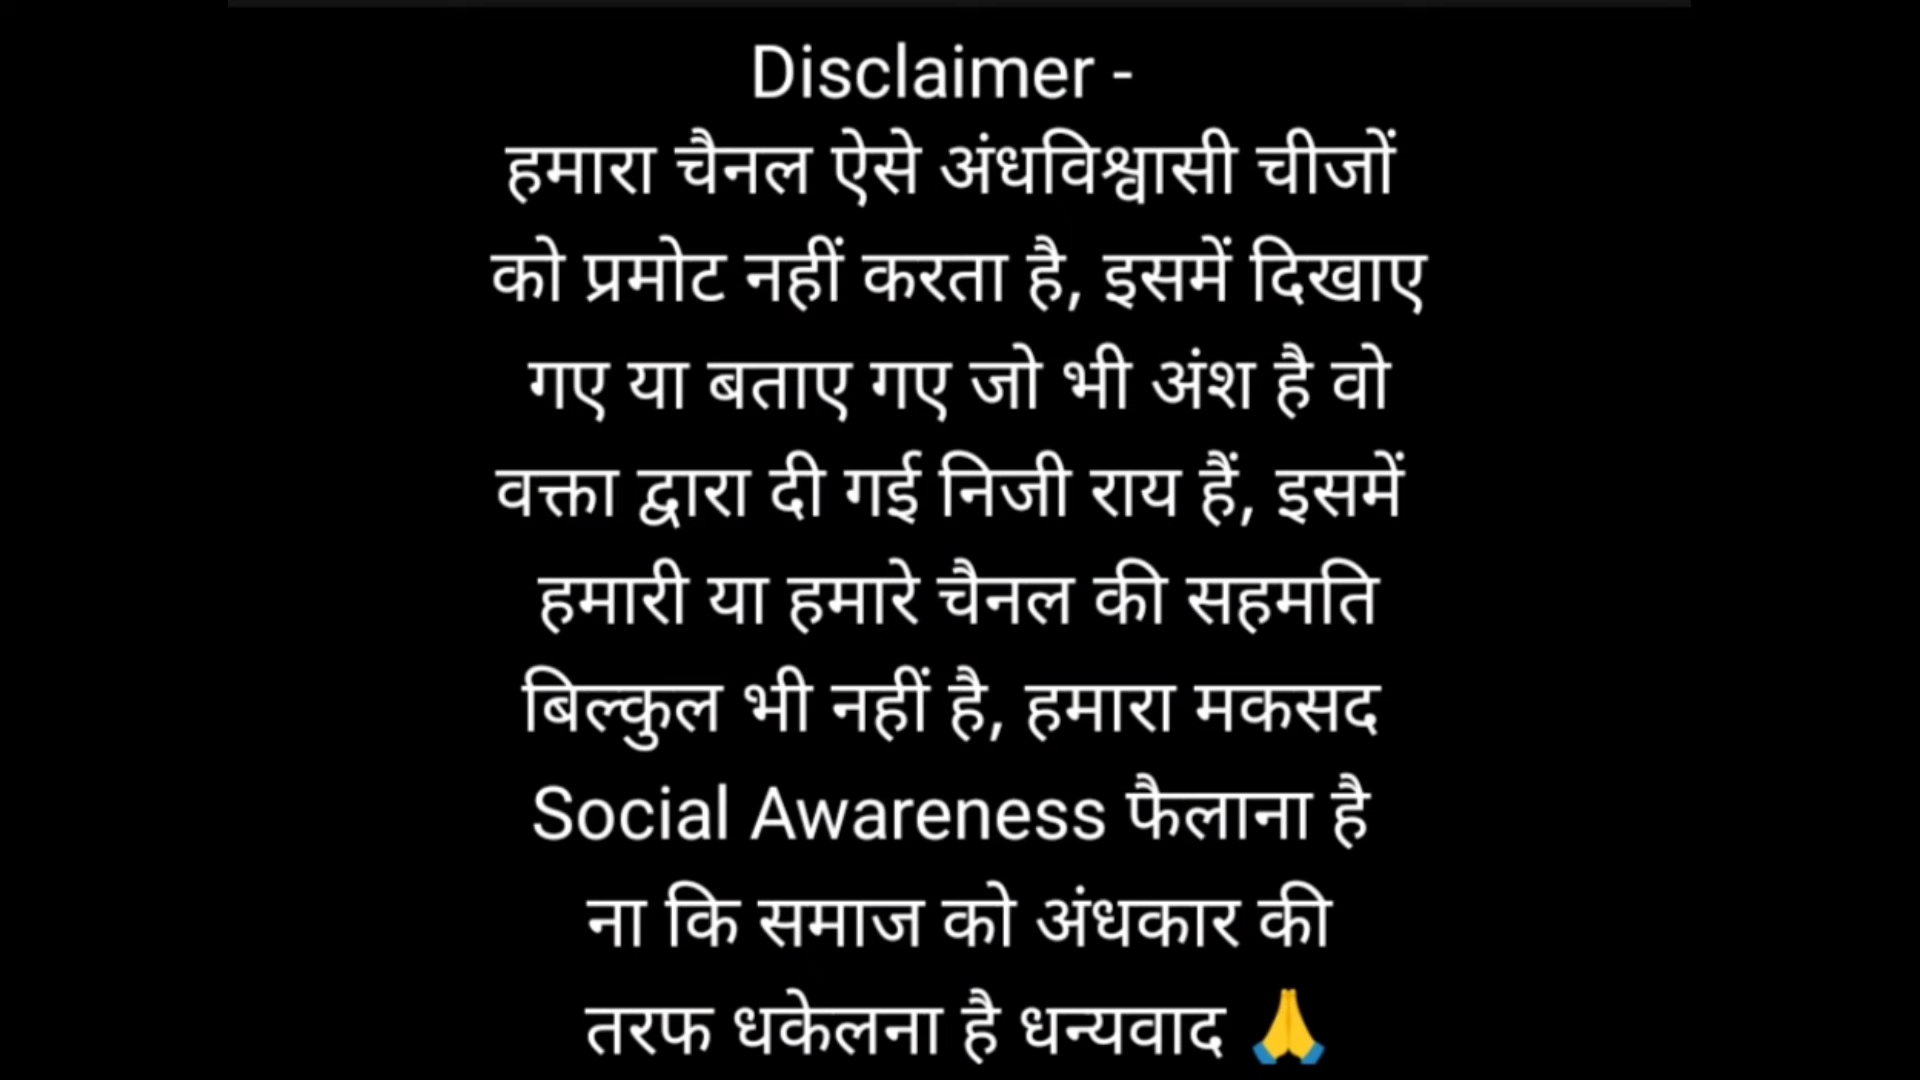 Disclaimer -
हमारा चैनल ऐसे अंधविश्वासी चीजों
को प्रमोट नहीं करता है, इसमें दिखाए
गए या बताए गए जो भी अंश है वो
वक्ता द्वारा दी गई निजी राय हैं, इसमें
हमारी या हमारे चैनल की सहमति
बिल्कुल भी नहीं है, हमारा मकसद
Social Awareness फैलाना है
ना कि समाज को अंधकार की
तरफ धकेलना है धन्यवाद 🙏